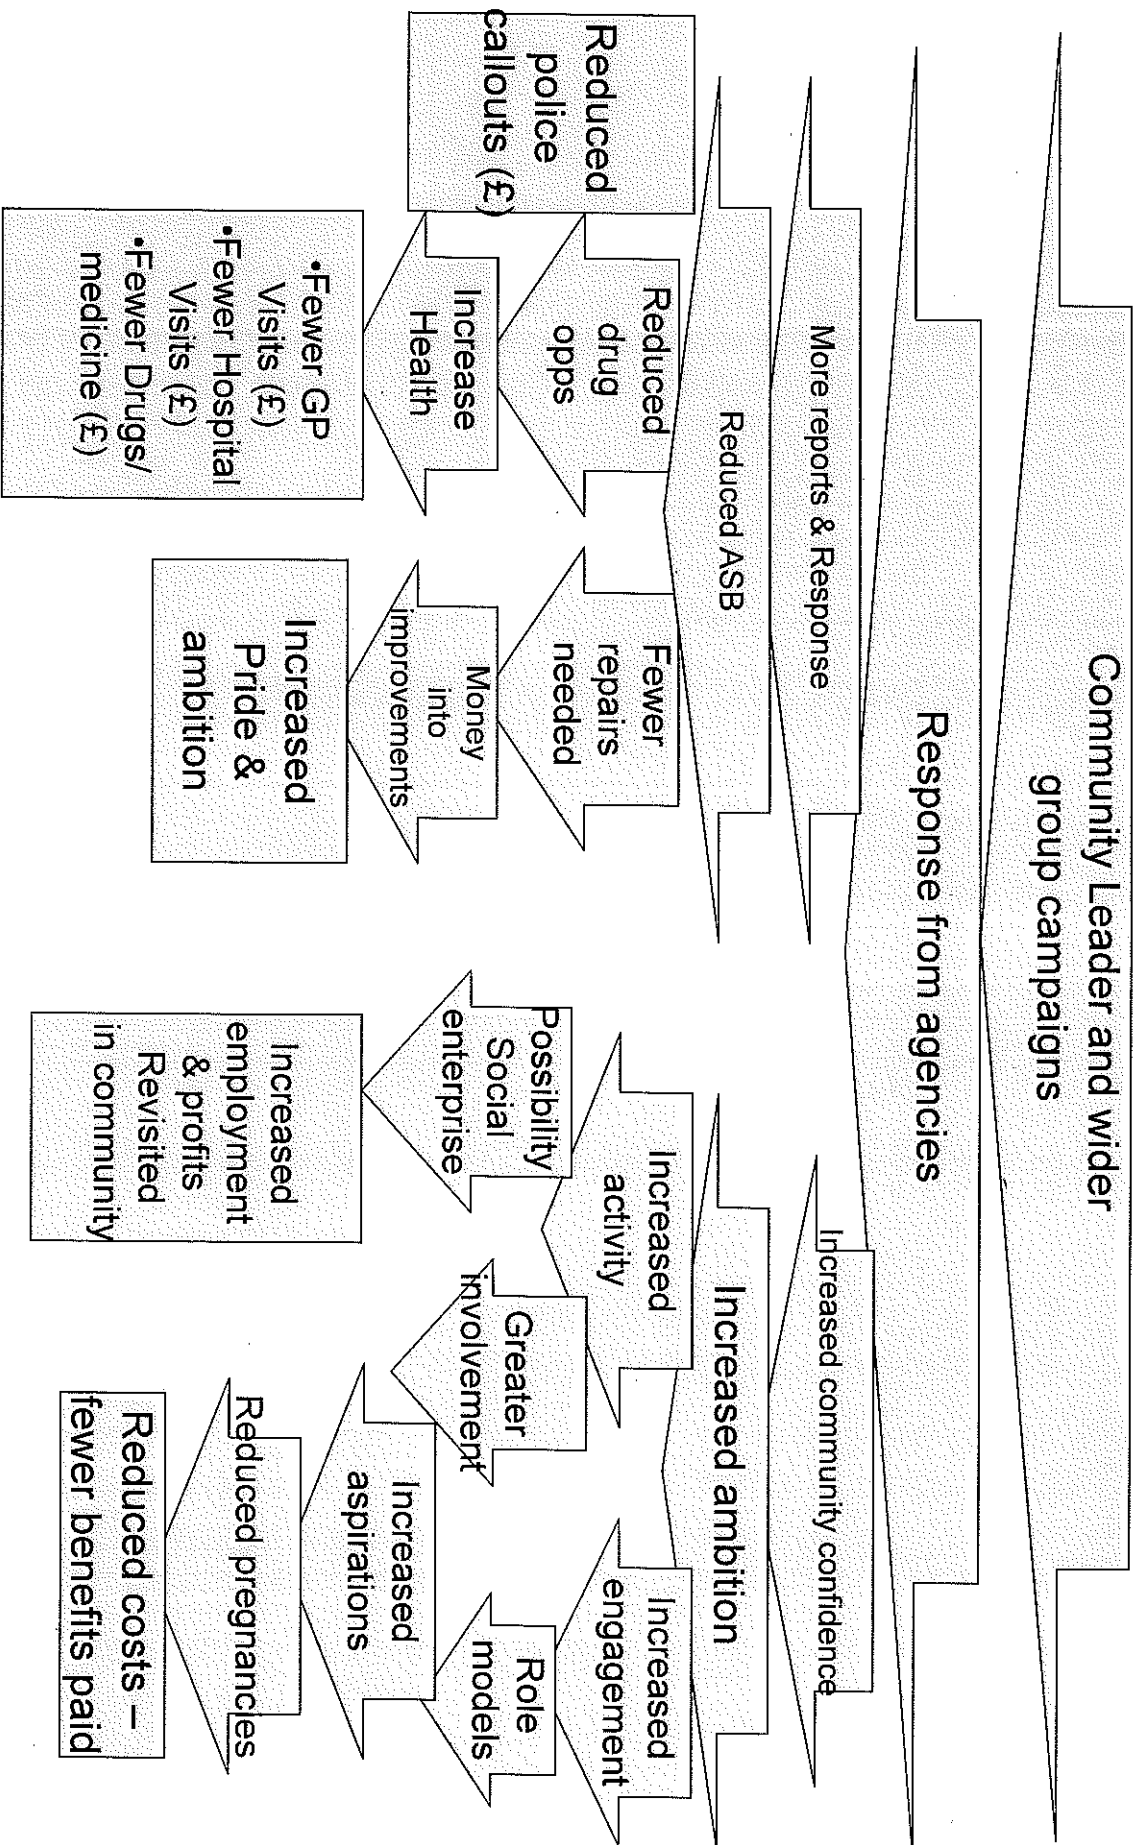 Community Leader and wider
group campaigns
Response from agencies
More reports & Response
Reduced ASB
Reduced
police
callouts (£)
Reduced
drug
opps
Increase
Health
•Fewer GP
Visits (£)
•Fewer Hospital
Visits (£)
•Fewer Drugs/
medicine (£)
Fewer
repairs
needed
Money
into
improvements
Increased
Pride &
ambition
Increased community confidence
Increased ambition
Increased
activity
Possibility
Social
enterprise
Increased
employment
& profits
Revisited
in community
Greater
involvement
Increased
engagement
Role
models
Increased
aspirations
Reduced pregnancies
Reduced costs –
fewer benefits paid